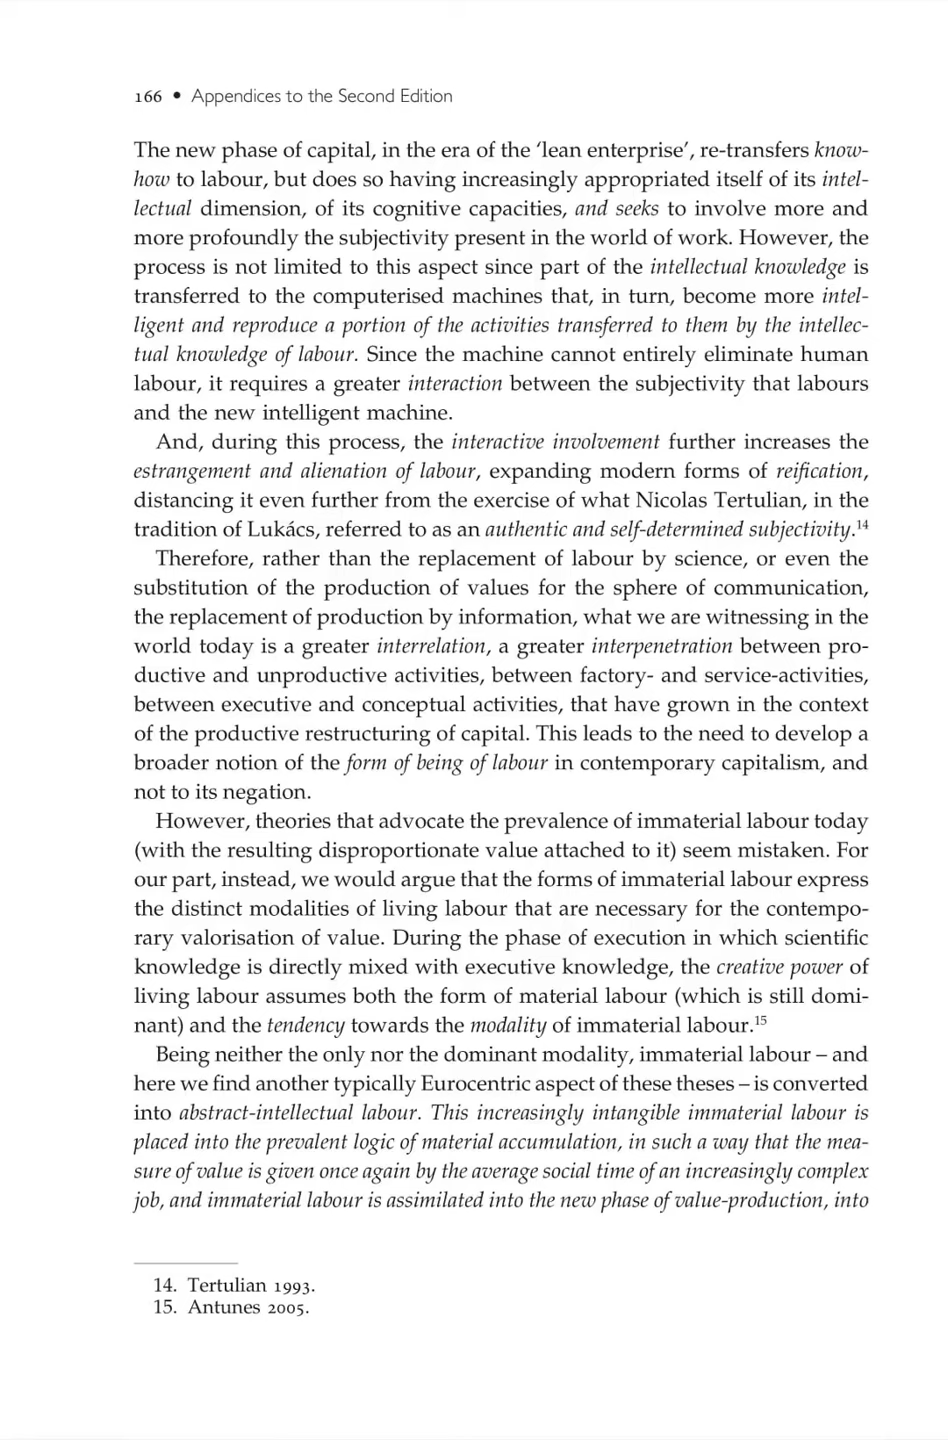 166 • Appendices to the Second Edition
The new phase of capital, in the era of the ‘lean enterprise’, re-transfers know-
how to labour, but does so having increasingly appropriated itself of its intel-
lectual dimension, of its cognitive capacities, and seeks to involve more and
more profoundly the subjectivity present in the world of work. However, the
process is not limited to this aspect since part of the intellectual knowledge is
transferred to the computerised machines that, in turn, become more intel-
ligent and reproduce a portion of the activities transferred to them by the intellec-
tual knowledge of labour. Since the machine cannot entirely eliminate human
labour, it requires a greater interaction between the subjectivity that labours
and the new intelligent machine.
And, during this process, the interactive involvement further increases the
estrangement and alienation of labour, expanding modern forms of reification,
distancing it even further from the exercise of what Nicolas Tertulian, in the
tradition of Lukács, referred to as an authentic and self-determined subjectivity.14
Therefore, rather than the replacement of labour by science, or even the
substitution of the production of values for the sphere of communication,
the replacement of production by information, what we are witnessing in the
world today is a greater interrelation, a greater interpenetration between pro-
ductive and unproductive activities, between factory- and service-activities,
between executive and conceptual activities, that have grown in the context
of the productive restructuring of capital. This leads to the need to develop a
broader notion of the form of being of labour in contemporary capitalism, and
not to its negation.
However, theories that advocate the prevalence of immaterial labour today
(with the resulting disproportionate value attached to it) seem mistaken. For
our part, instead, we would argue that the forms of immaterial labour express
the distinct modalities of living labour that are necessary for the contempo-
rary valorisation of value. During the phase of execution in which scientific
knowledge is directly mixed with executive knowledge, the creative power of
living labour assumes both the form of material labour (which is still domi-
nant) and the tendency towards the modality of immaterial labour.15
Being neither the only nor the dominant modality, immaterial labour – and
here we find another typically Eurocentric aspect of these theses – is converted
into abstract-intellectual labour. This increasingly intangible immaterial labour is
placed into the prevalent logic of material accumulation, in such a way that the mea-
sure of value is given once again by the average social time of an increasingly complex
job, and immaterial labour is assimilated into the new phase of value-production, into
14. Tertulian 1993.
15. Antunes 2005.